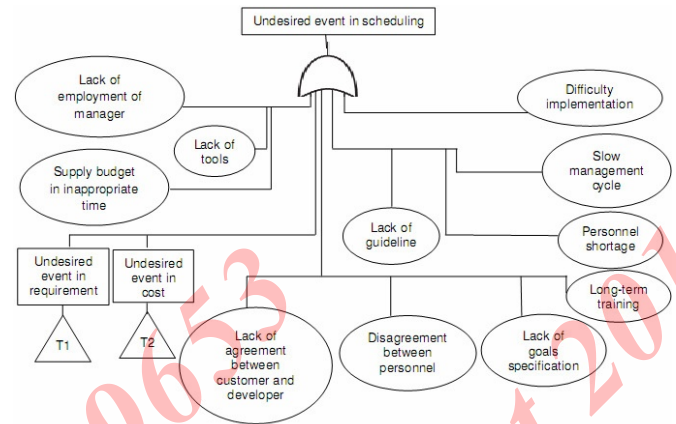 Undesired event in scheduling
Lack of
employment of
manager
Difficulty
implementation
Lack of
tools
Slow
management
cycle
Supply budget
in inappropriate
time
Lack of
guideline
Personnel
shortage
Undesired
event in
requirement
Undesired
event in
cost
Long-term
training
T1
T2
Lack of
agreement
between
customer and
developer
Disagreement
between
personnel
Lack of
goals
specification